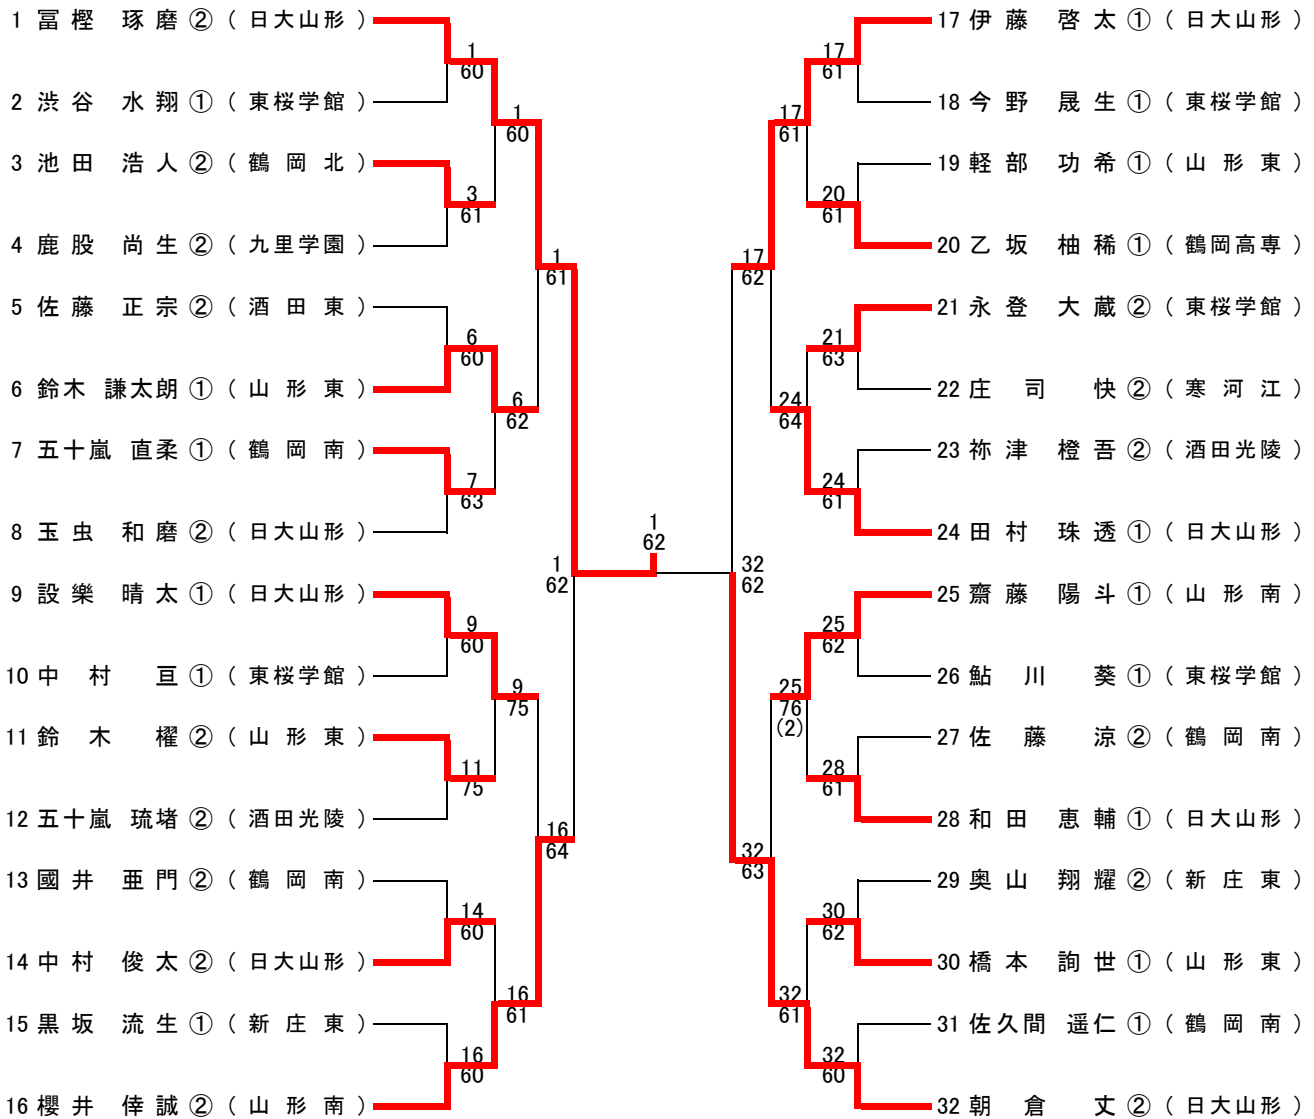 1 冨樫 琢磨 ② ( 日大山形 )
2 渋谷 水翔 ① ( 東桜学館 )
3 池田 浩人 ② ( 鶴岡北 )
4 鹿股 尚生 ② ( 九里学園 )
5 佐藤 正宗 ② ( 酒田東 )
6 鈴木 謙太朗 ① ( 山形東 )
7 五十嵐 直柔 ① ( 鶴岡南 )
8 玉虫 和磨 ② ( 日大山形 )
9 設樂 晴太 ① ( 日大山形 )
10 中村 亘 ① ( 東桜学館 )
11 鈴木 櫂 ② ( 山形東 )
12 五十嵐 琉堵 ② ( 酒田光陵 )
13 國井 亜門 ② ( 鶴岡南 )
14 中村 俊太 ② ( 日大山形 )
15 黒坂 流生 ① ( 新庄東 )
16 櫻井 倖誠 ② ( 山形南 )
1
60
3
61
6
60
7
63
9
60
11
75
14
60
16
60
1
60
6
62
9
75
16
61
1
61
16
64
1
62
1
62
32
62
17
62
32
63
17
61
24
64
25
76
(2)
32
61
17
61
20
61
21
63
24
61
25
62
28
61
30
62
32
60
17 伊藤 啓太 ① ( 日大山形 )
18 今野 晟生 ① ( 東桜学館 )
19 軽部 功希 ① ( 山形東 )
20 乙坂 柚稀 ① ( 鶴岡高専 )
21 永登 大蔵 ② ( 東桜学館 )
22 庄司 快 ② ( 寒河江 )
23 祢津 橙吾 ② ( 酒田光陵 )
24 田村 珠透 ① ( 日大山形 )
25 齋藤 陽斗 ① ( 山形南 )
26 鮎川 葵 ① ( 東桜学館 )
27 佐藤 涼 ② ( 鶴岡南 )
28 和田 恵輔 ① ( 日大山形 )
29 奥山 翔耀 ② ( 新庄東 )
30 橋本 詢世 ① ( 山形東 )
31 佐久間 遥仁 ① ( 鶴岡南 )
32 朝倉 丈 ② ( 日大山形 )